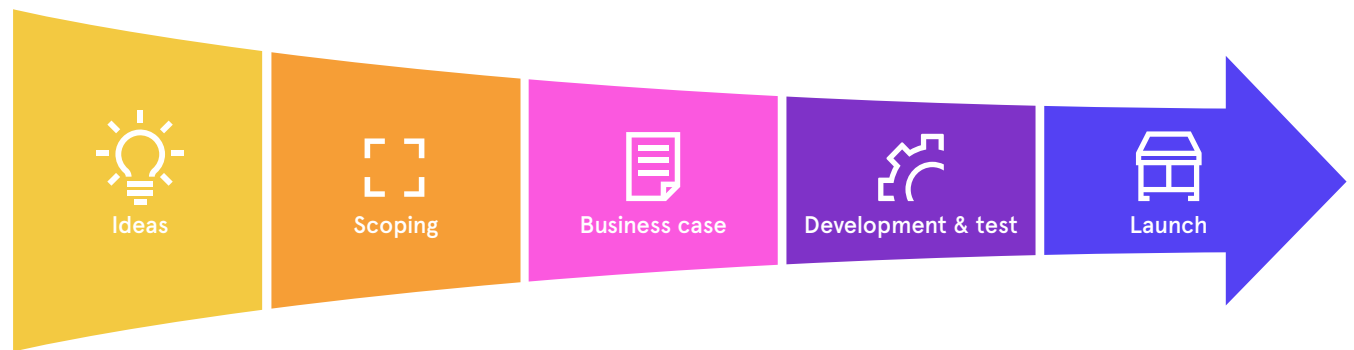 Ideas
Scoping
Business case
Development & test
Launch